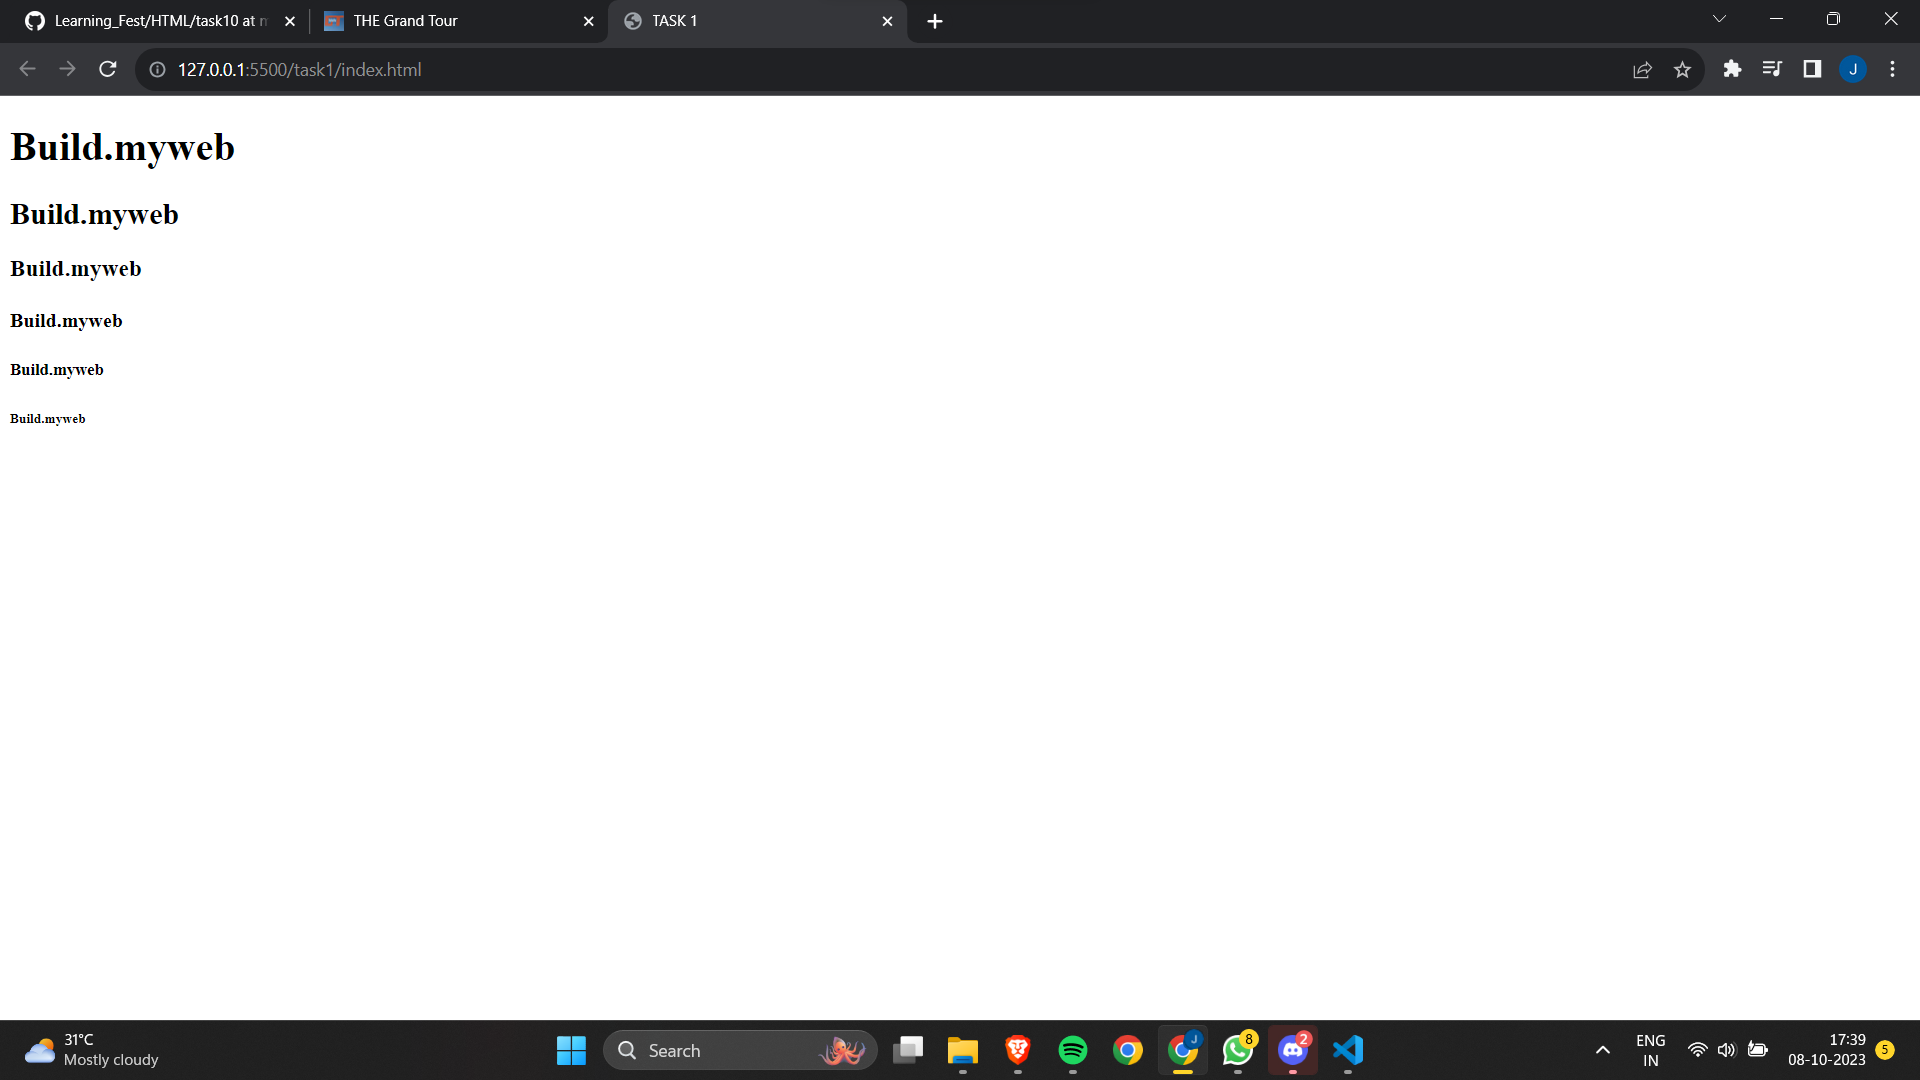 Learning_Fest/HTML/task10 at m
THE Grand Tour
TASK 1
127.0.0.1:5500/task1/index.html
J
Build.myweb
Build.myweb
Build.myweb
Build.myweb
Build.myweb
Build.myweb
31°C
Mostly cloudy
Search
J
8
2
ENG
IN
17:39
08-10-2023
5